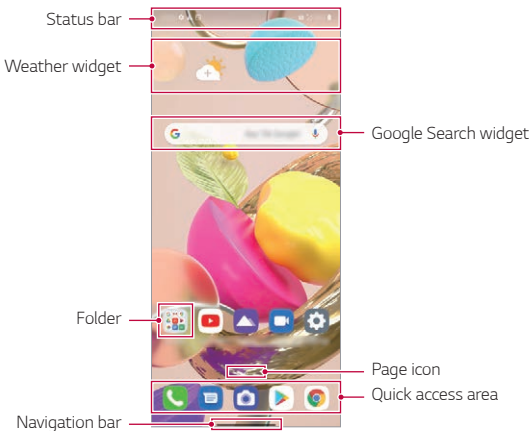 Status bar
Weather widget
Google Search widget
Folder
Page icon
Quick access area
Navigation bar